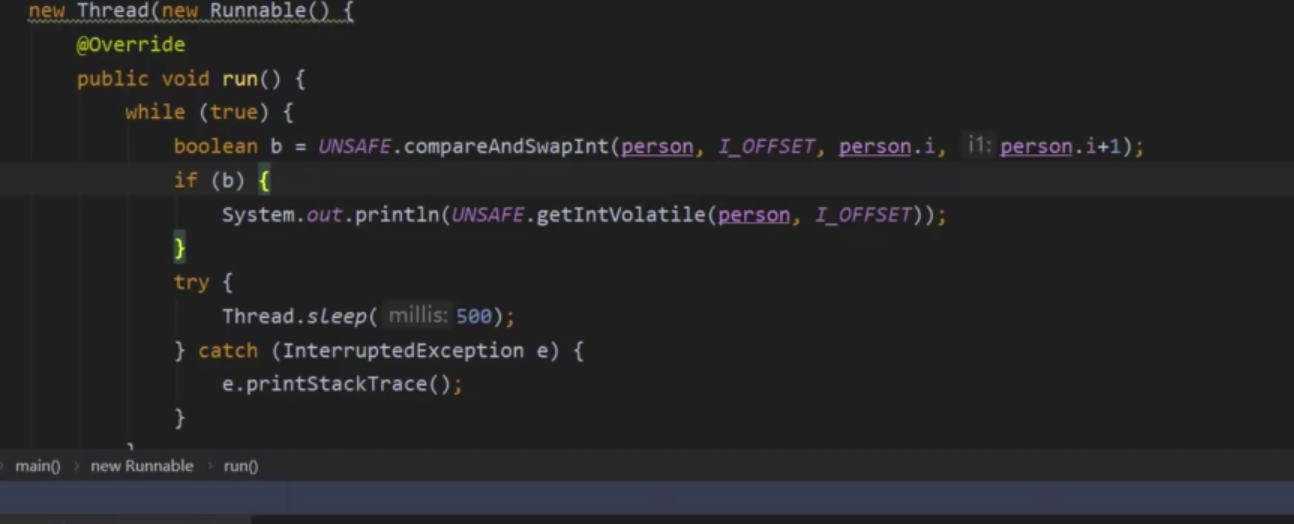 new Thread(new Runnable() {
@Override
public void run() {
while (true) {
boolean b = UNSAFE.compareAndSwapInt(person, I_OFFSET, person.i, i1: person.i+1);
if (b) {
System.out.println(UNSAFE.getIntVolatile(person, I_OFFSET));
}
try {
Thread.sleep( millis: 500);
} catch (InterruptedException e) {
e.printStackTrace();
}
}
main() › new Runnable › run()